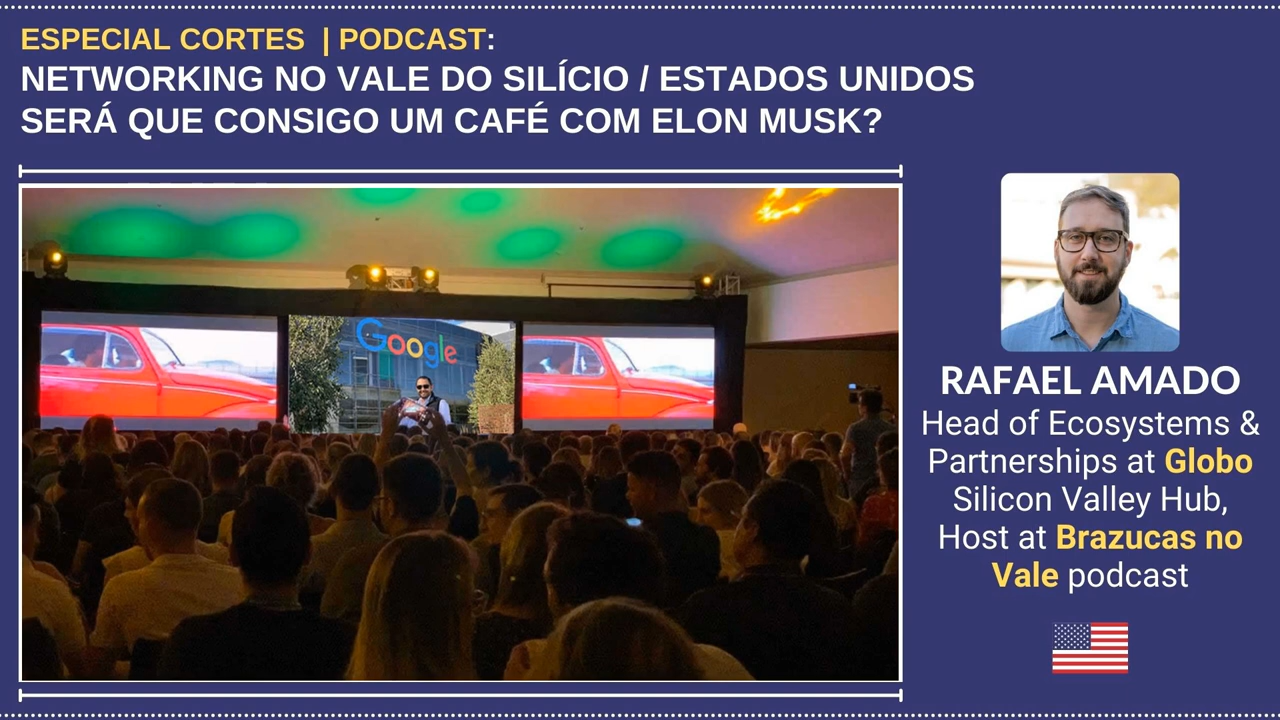 ESPECIAL CORTES | PODCAST:
NETWORKING NO VALE DO SILÍCIO / ESTADOS UNIDOS
SERÁ QUE CONSIGO UM CAFÉ COM ELON MUSK?
Google
RAFAEL AMADO
Head of Ecosystems &
Partnerships at Globo
Silicon Valley Hub,
Host at Brazucas no
Vale podcast